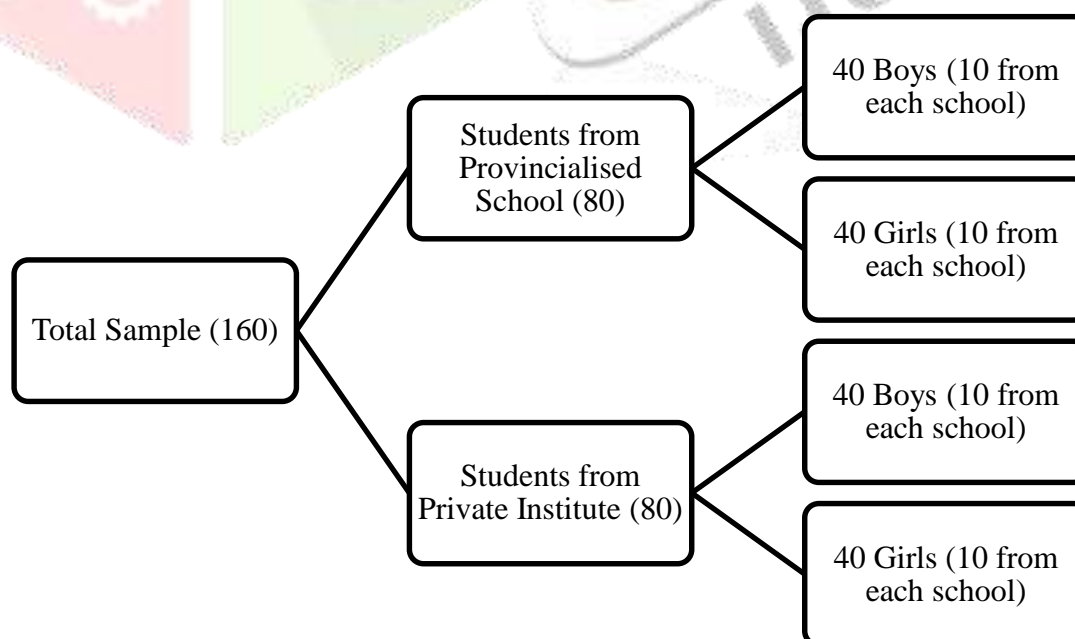 Total Sample (160)
Students from
Provincialised
School (80)
Students from
Private Institute (80)
40 Boys (10 from
each school)
40 Girls (10 from
each school)
40 Boys (10 from
each school)
40 Girls (10 from
each school)